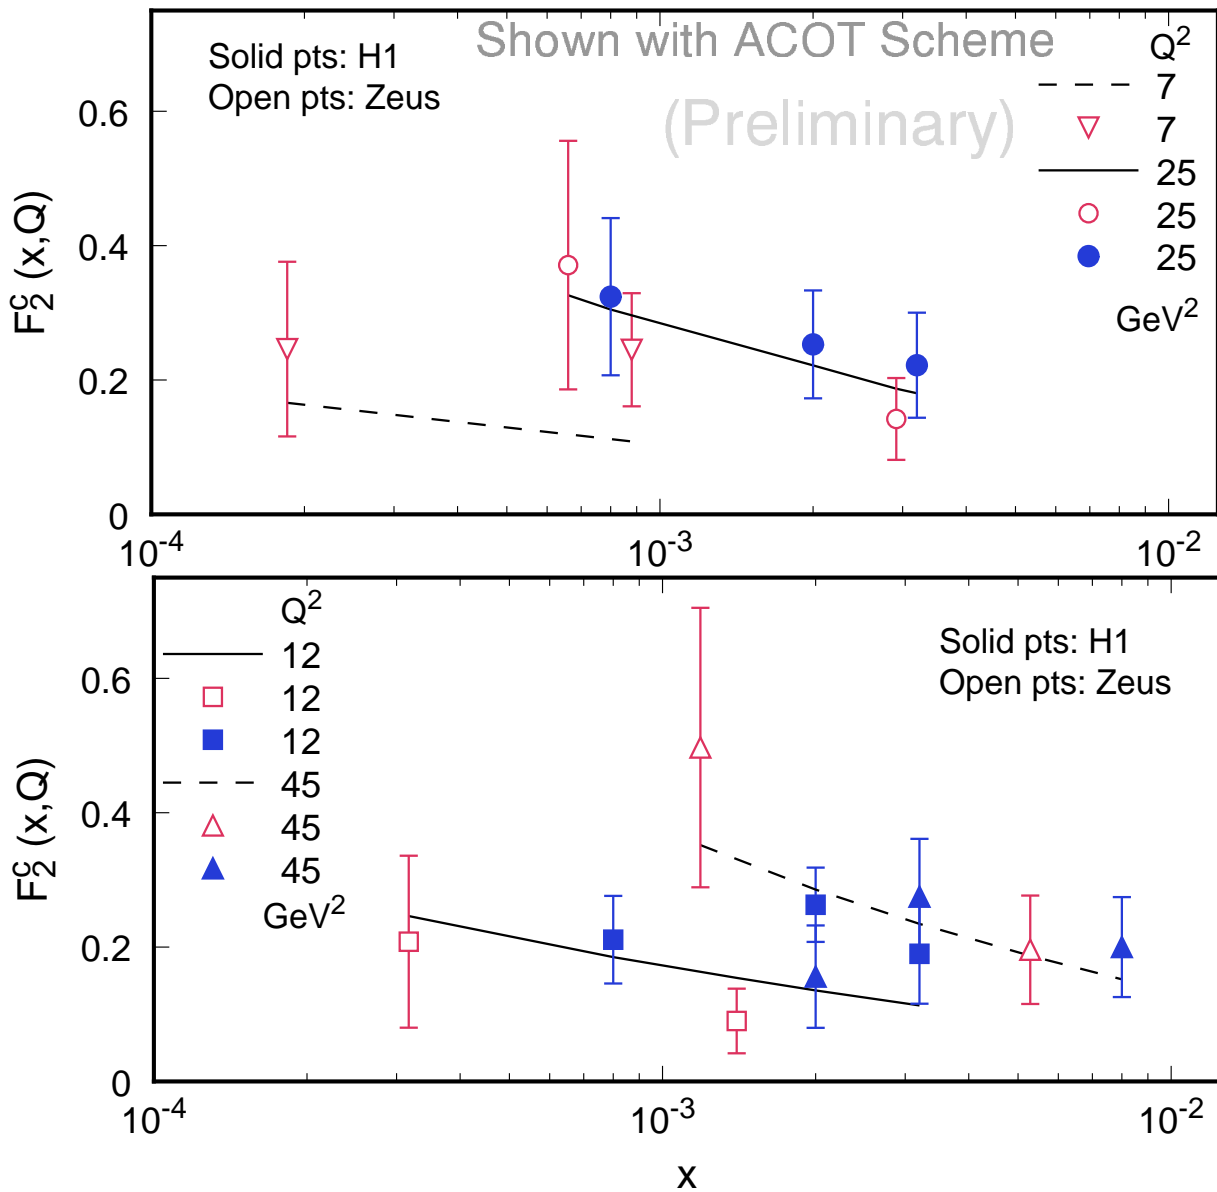 Shown with ACOT Scheme
(Preliminary)
Solid pts: H1
Open pts: Zeus
Q²
7
7
25
25
25
GeV²
F₂ᶜ (x,Q)
0.6
0.4
0.2
0
10⁻⁴ 10⁻³ 10⁻²
Q²
12
12
12
45
45
45
GeV²
Solid pts: H1
Open pts: Zeus
F₂ᶜ (x,Q)
0.6
0.4
0.2
0
10⁻⁴ 10⁻³ 10⁻²
x